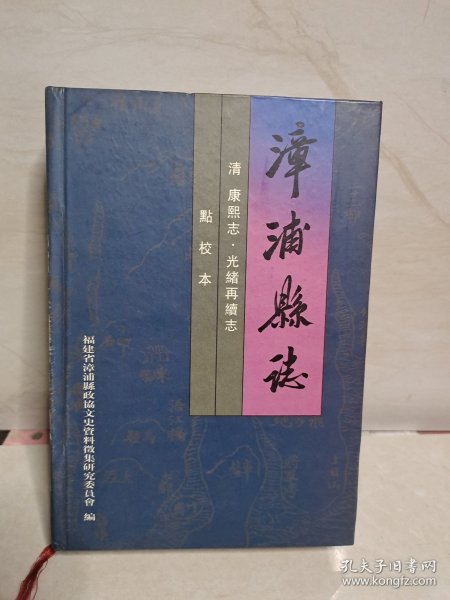 漳浦縣誌
清 康熙志·光緒再續志
點校本
福建省漳浦縣政協文史資料徵集研究委員會 編
孔夫子旧书网
www.kongfz.com